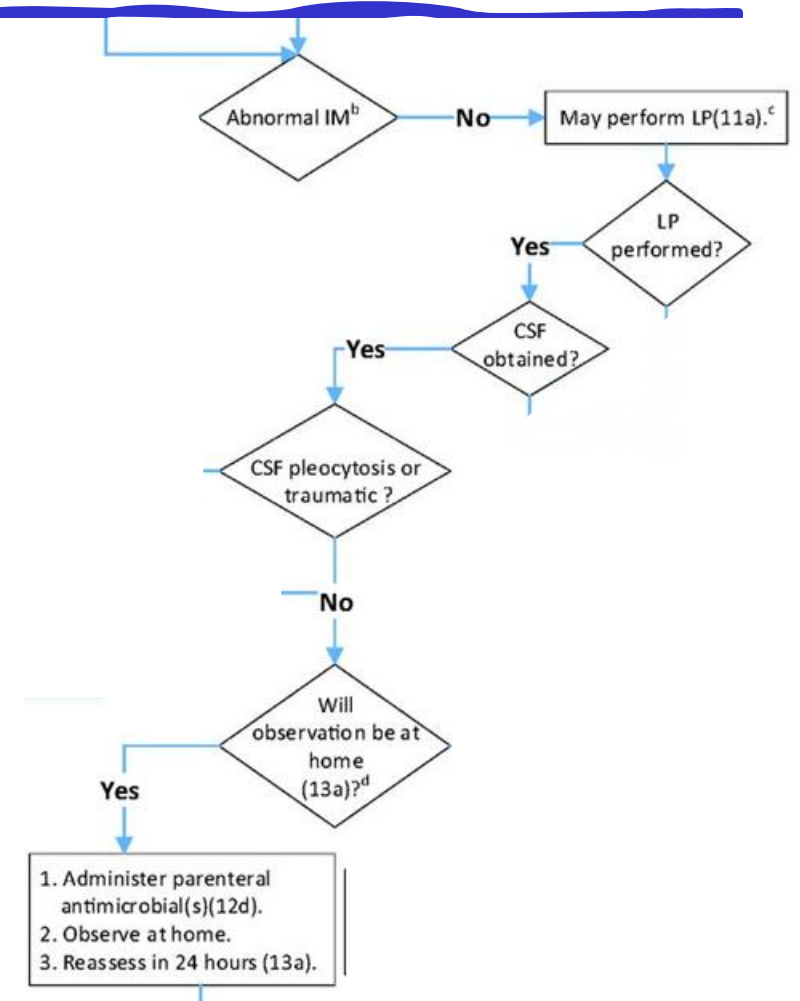 Abnormal IMᵇ
No
May perform LP(11a).ᶜ
LP
performed?
Yes
CSF
obtained?
Yes
CSF pleocytosis or
traumatic ?
No
Will
observation be at
home
(13a)?ᵈ
Yes
1. Administer parenteral
antimicrobial(s)(12d).
2. Observe at home.
3. Reassess in 24 hours (13a).